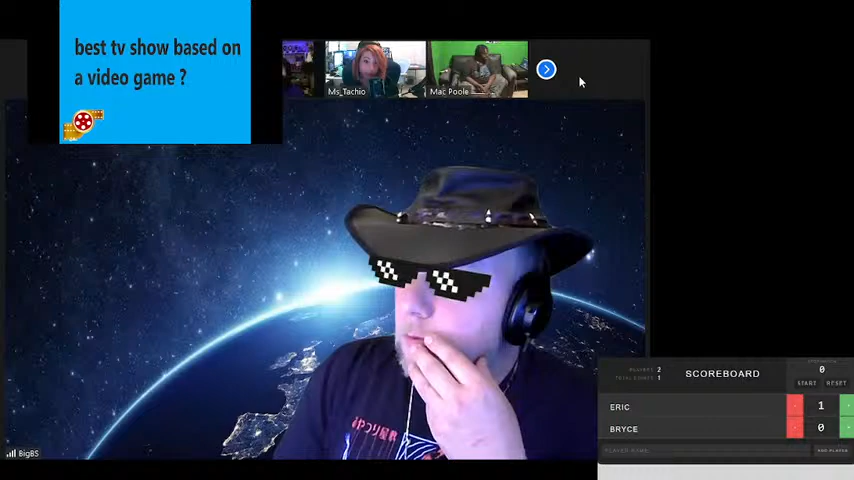 best tv show based on
a video game ?
Ms_Tachio
Mac Poole
SCOREBOARD
0
START
RESET
ERIC
1
BRYCE
0
BigBS